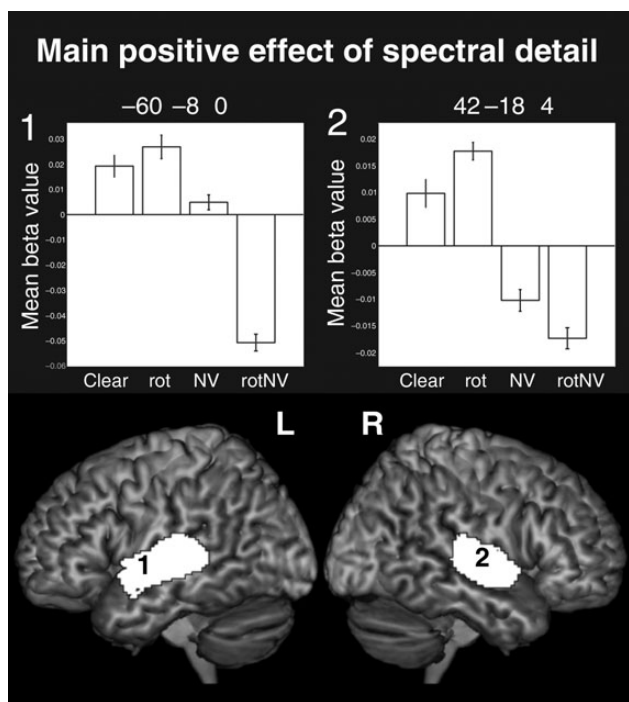 Main positive effect of spectral detail
1
−60 −8 0
Mean beta value
0.03
0.02
0.01
0
−0.01
−0.02
−0.03
−0.04
−0.05
−0.06
Clear rot NV rotNV
2
42 −18 4
Mean beta value
0.02
0.015
0.01
0.005
0
−0.005
−0.01
−0.015
−0.02
Clear rot NV rotNV
L R
1 2